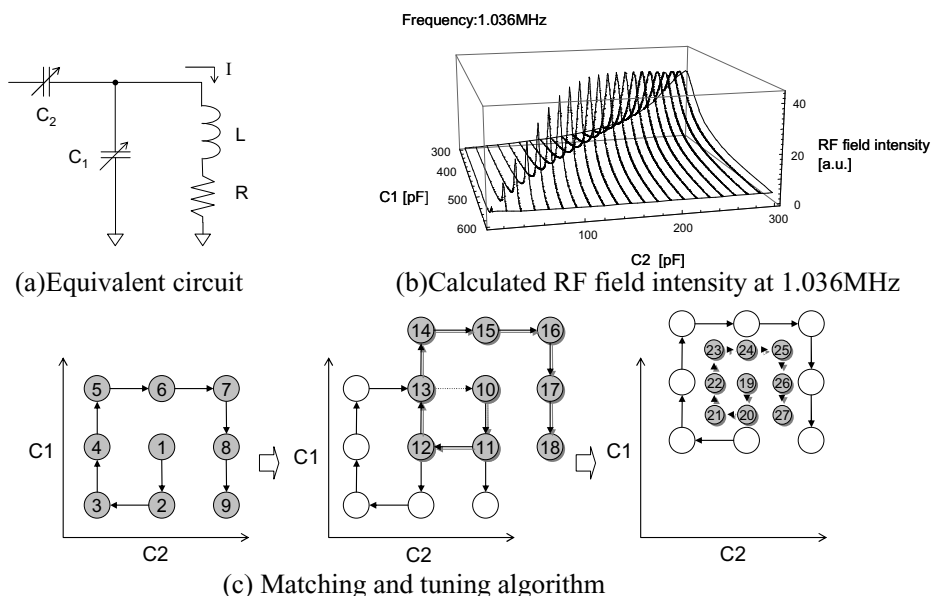 Frequency:1.036MHz
I
C2
C1
L
R
40
20
0
RF field intensity
[a.u.]
300
400
500
600
C1 [pF]
100
200
300
C2 [pF]
(a)Equivalent circuit
(b)Calculated RF field intensity at 1.036MHz
5 6 7
4 1 8
3 2 9
C1
C2
14 15 16
13 10 17
12 11 18
C1
C2
23 24 25
22 19 26
21 20 27
C1
C2
(c) Matching and tuning algorithm